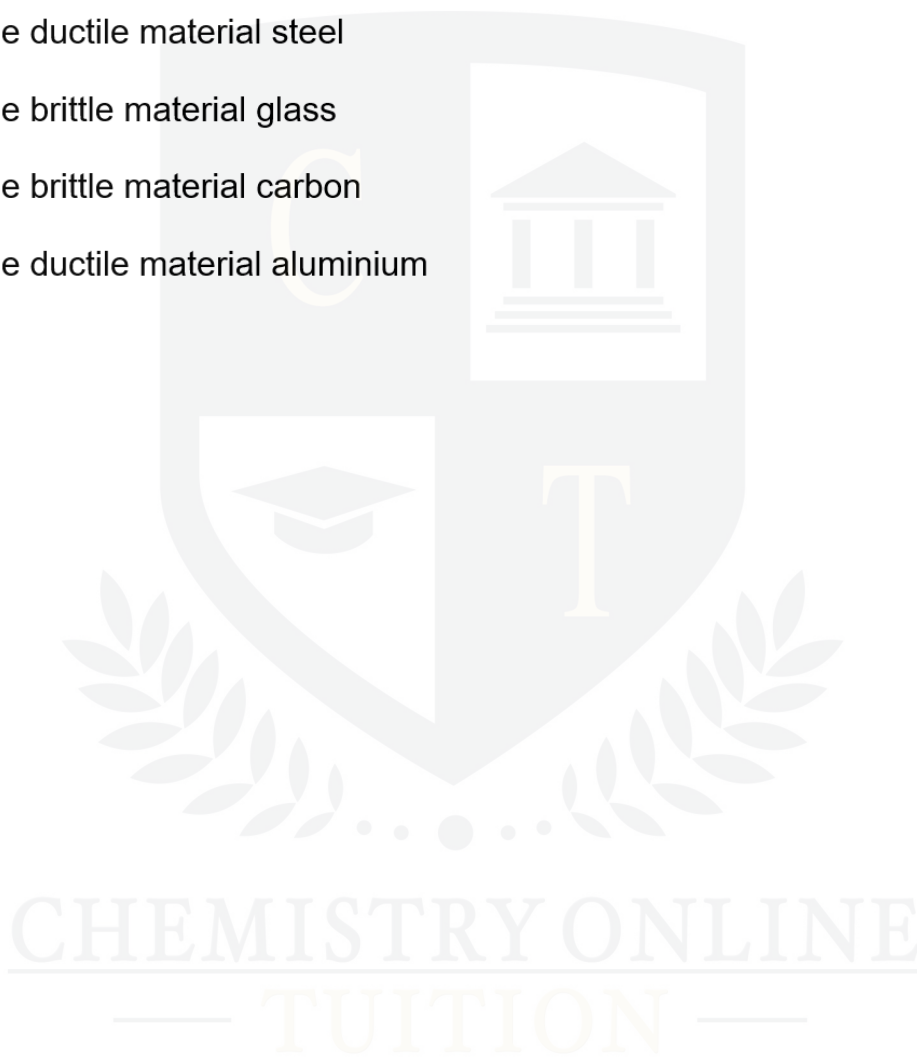 e ductile material steel
e brittle material glass
e brittle material carbon
e ductile material aluminium
C
T
CHEMISTRY ONLINE
TUITION